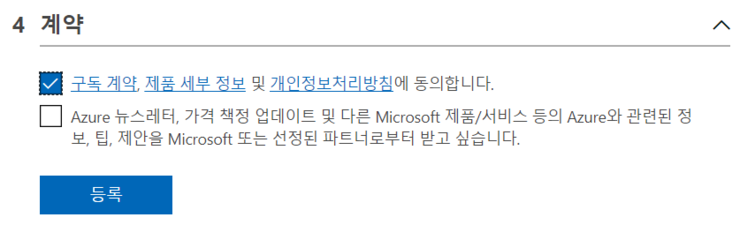 4 계약
구독 계약, 제품 세부 정보 및 개인정보처리방침에 동의합니다.
Azure 뉴스레터, 가격 책정 업데이트 및 다른 Microsoft 제품/서비스 등의 Azure와 관련된 정
보, 팁, 제안을 Microsoft 또는 선정된 파트너로부터 받고 싶습니다.
등록